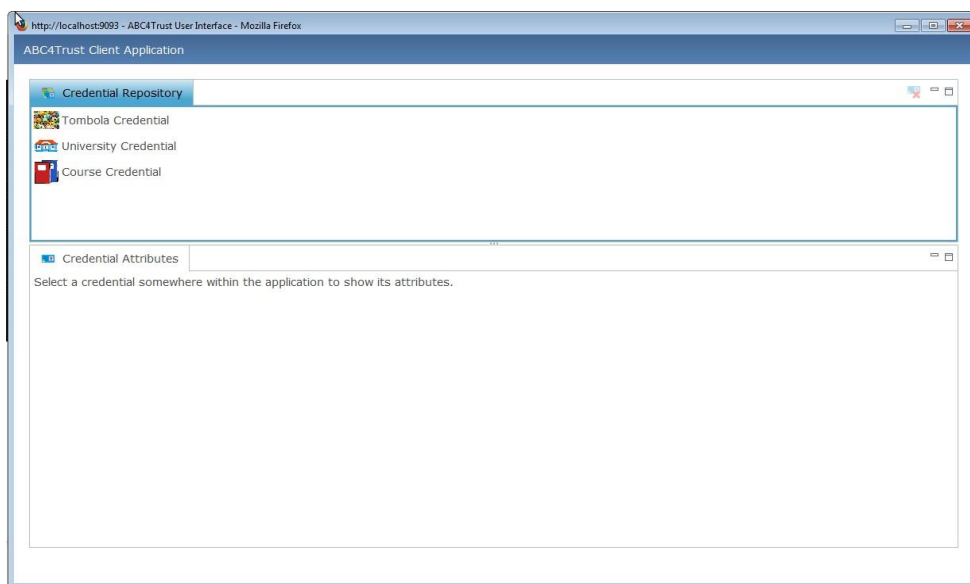 http://localhost:9093 - ABC4Trust User Interface - Mozilla Firefox
ABC4Trust Client Application
Credential Repository
Tombola Credential
University Credential
Course Credential
Credential Attributes
Select a credential somewhere within the application to show its attributes.